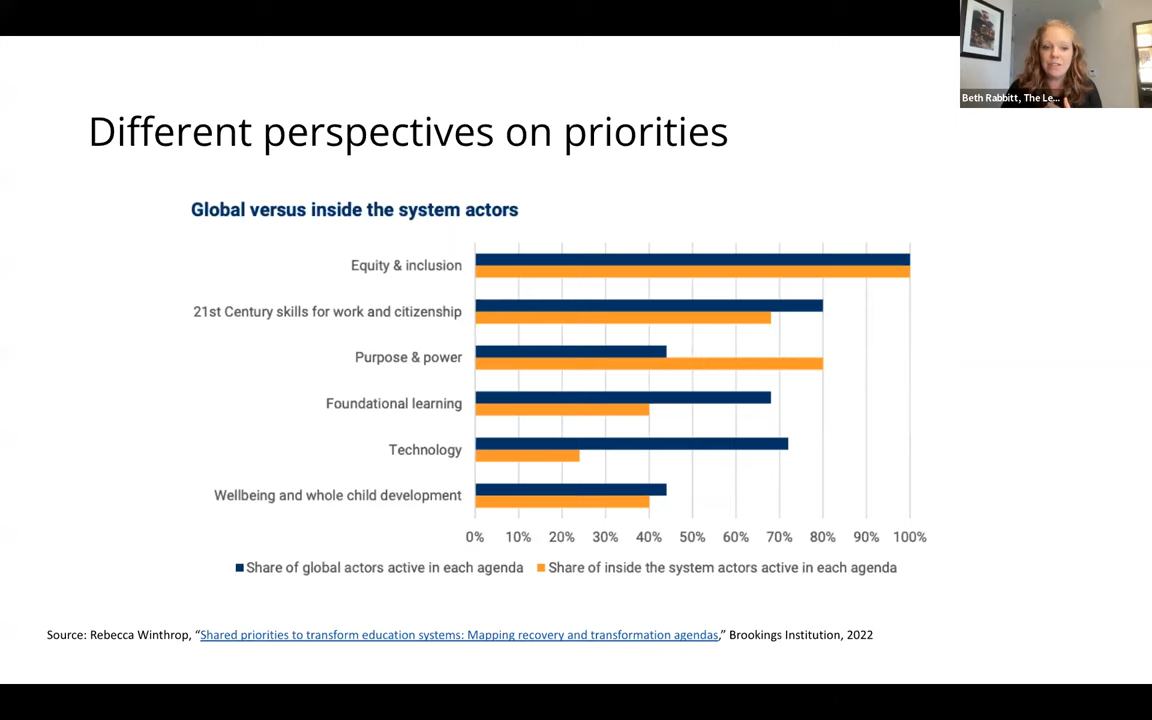 Beth Rabbitt, The Le...
Different perspectives on priorities
Global versus inside the system actors
Equity & inclusion
21st Century skills for work and citizenship
Purpose & power
Foundational learning
Technology
Wellbeing and whole child development
0% 10% 20% 30% 40% 50% 60% 70% 80% 90% 100%
Share of global actors active in each agenda Share of inside the system actors active in each agenda
Source: Rebecca Winthrop, “Shared priorities to transform education systems: Mapping recovery and transformation agendas,” Brookings Institution, 2022